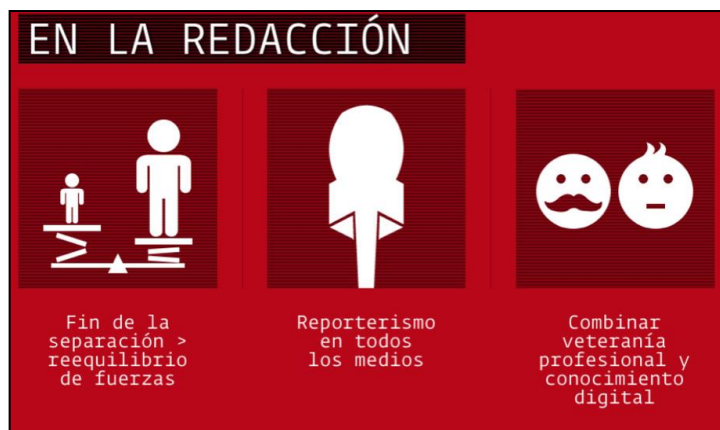 EN LA REDACCIÓN
Fin de la
separación >
reequilibrio
de fuerzas
Reporterismo
en todos
los medios
Combinar
veteranía
profesional y
conocimiento
digital